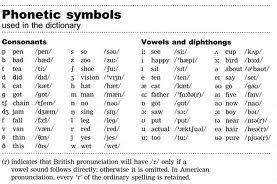 Phonetic symbols
used in the dictionary
Consonants Vowels and diphthongs
p pen /pen/ s so /səʊ/ iː see /siː/ ʌ cup /kʌp/
b bad /bæd/ z zoo /zuː/ i happy /ˈhæpi/ ɜː bird /bɜːd/
t tea /tiː/ ʃ shoe /ʃuː/ ɪ sit /sɪt/ ə about /əˈbaʊt/
d did /dɪd/ ʒ vision /ˈvɪʒn/ e ten /ten/ eɪ say /seɪ/
k cat /kæt/ h hat /hæt/ æ cat /kæt/ əʊ go /gəʊ/
g got /gɒt/ m man /mæn/ ɑː father /ˈfɑːðə(r)/ aɪ five /faɪv/
tʃ chain /tʃeɪn/ n no /nəʊ/ ɒ got /gɒt/ aʊ now /naʊ/
dʒ jam /dʒæm/ ŋ sing /sɪŋ/ ɔː saw /sɔː/ ɔɪ boy /bɔɪ/
f fall /fɔːl/ l leg /leg/ ʊ put /pʊt/ ɪə near /nɪə(r)/
v van /væn/ r red /red/ u actual /ˈæktʃuəl/ eə hair /heə(r)/
θ thin /θɪn/ j yes /jes/ uː too /tuː/ ʊə pure /pjʊə(r)/
ð this /ðɪs/ w wet /wet/
(r) indicates that British pronunciation will have /r/ only if a
vowel sound follows directly; otherwise it is omitted. In American
pronunciation, every 'r' of the ordinary spelling is retained.